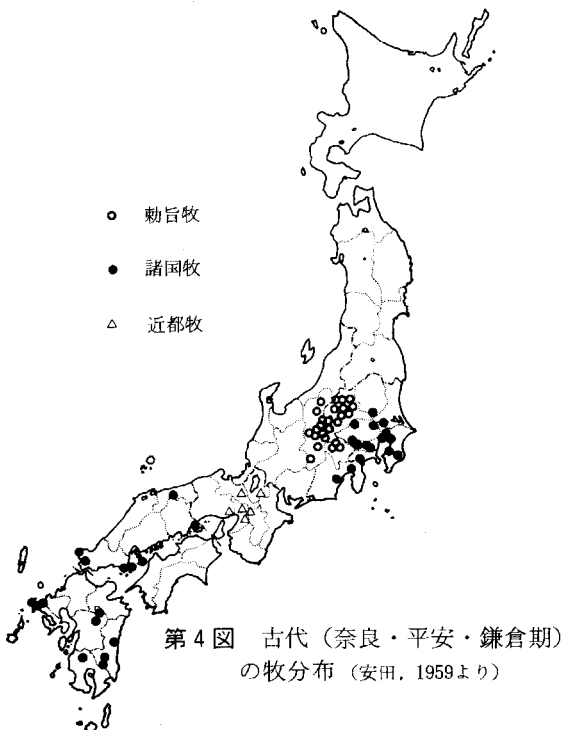 勅旨牧
諸国牧
近都牧
第4図 古代（奈良・平安・鎌倉期）
の牧分布（安田，1959より）